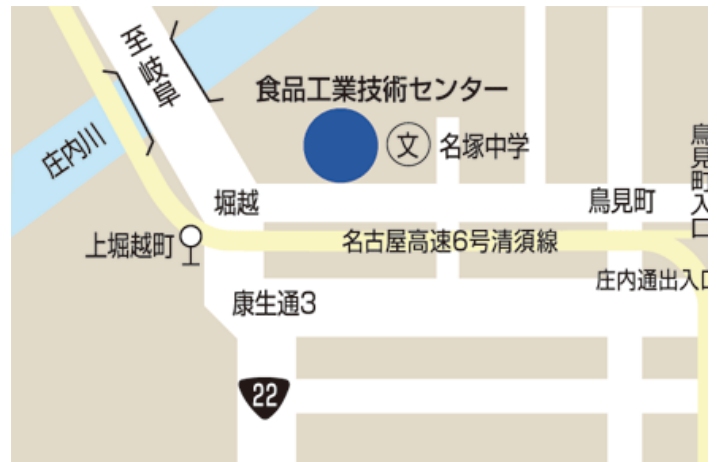 至岐阜
食品工業技術センター
庄内川
文
名塚中学
鳥見町入口
堀越
鳥見町
上堀越町
名古屋高速6号清須線
庄内通出入口
康生通3
22